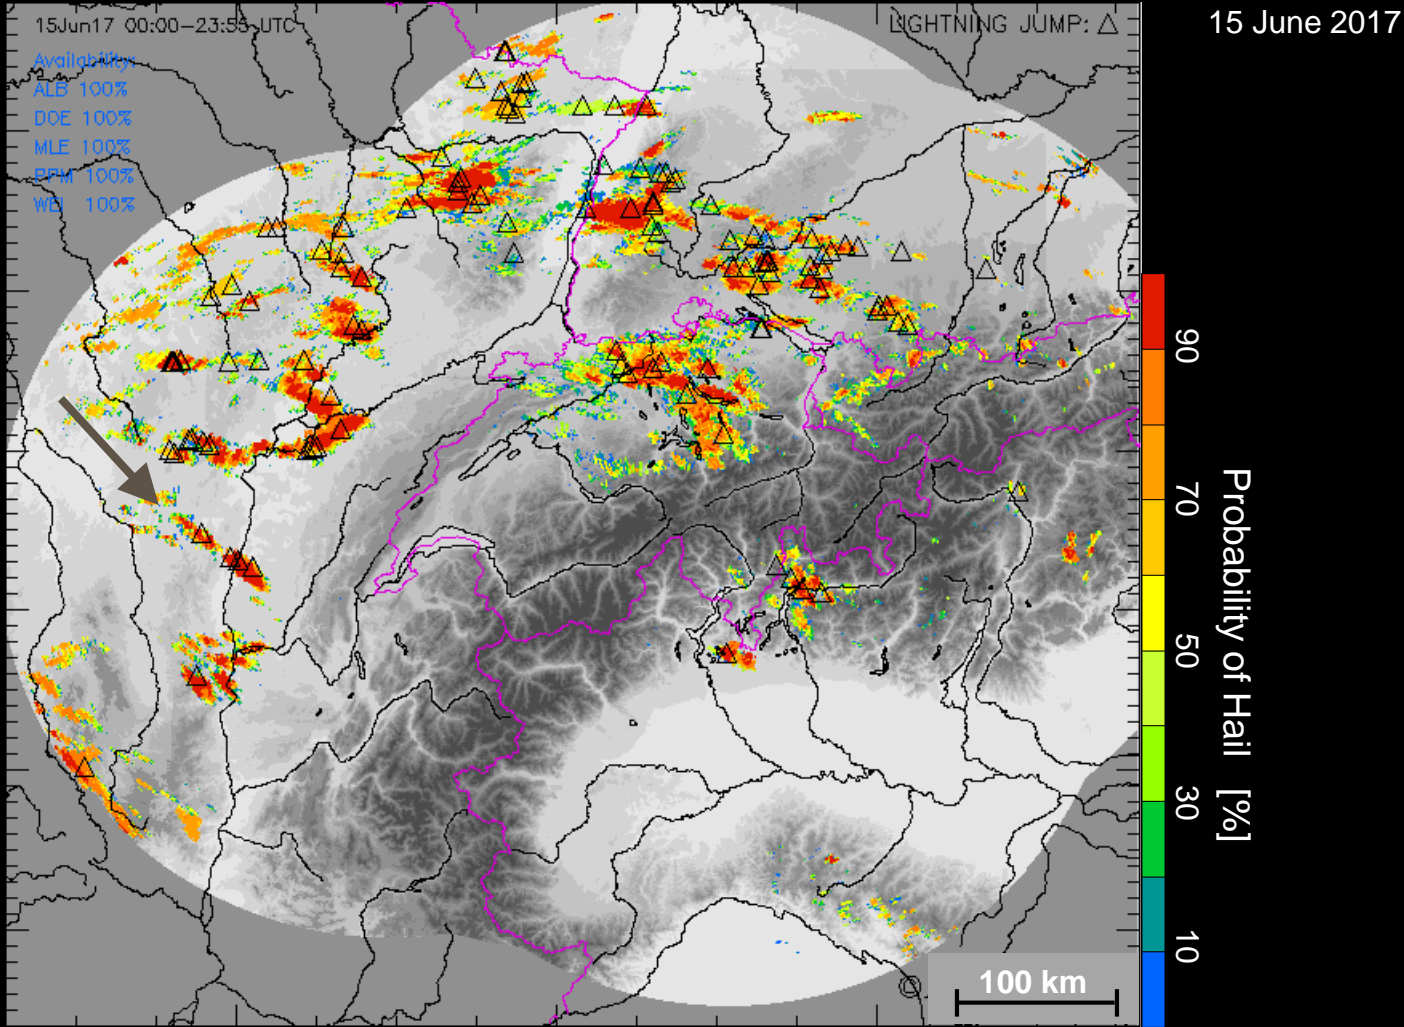 15 June 2017
15Jun17 00:00-23:55 UTC
LIGHTNING JUMP: △
Availability:
ALB 100%
DOE 100%
MLE 100%
PPM 100%
WEI 100%
90
70
50
30
10
Probability of Hail [%]
©
100 km